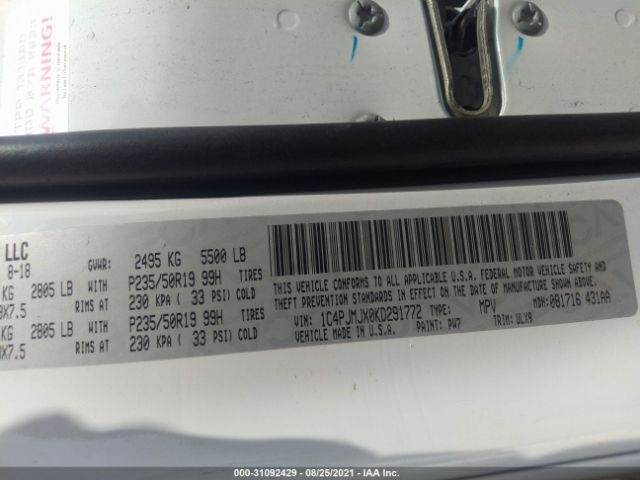 WARNING!
LLC
8-18
GVWR: 2495 KG 5500 LB
KG 2805 LB WITH P235/50R19 99H TIRES
X7.5 RIMS AT 230 KPA ( 33 PSI) COLD
KG 2805 LB WITH P235/50R19 99H TIRES
X7.5 RIMS AT 230 KPA ( 33 PSI) COLD
THIS VEHICLE CONFORMS TO ALL APPLICABLE U.S.A. FEDERAL MOTOR VEHICLE SAFETY AND
THEFT PREVENTION STANDARDS IN EFFECT ON THE DATE OF MANUFACTURE SHOWN ABOVE.
VIN: 1C4PJMJX0KD291772 TYPE: MPV MDH: 081716 431AA
VEHICLE MADE IN U.S.A. PAINT: PW7 TRIM: ULX9
000-31092429 - 08/25/2021 - IAA Inc.